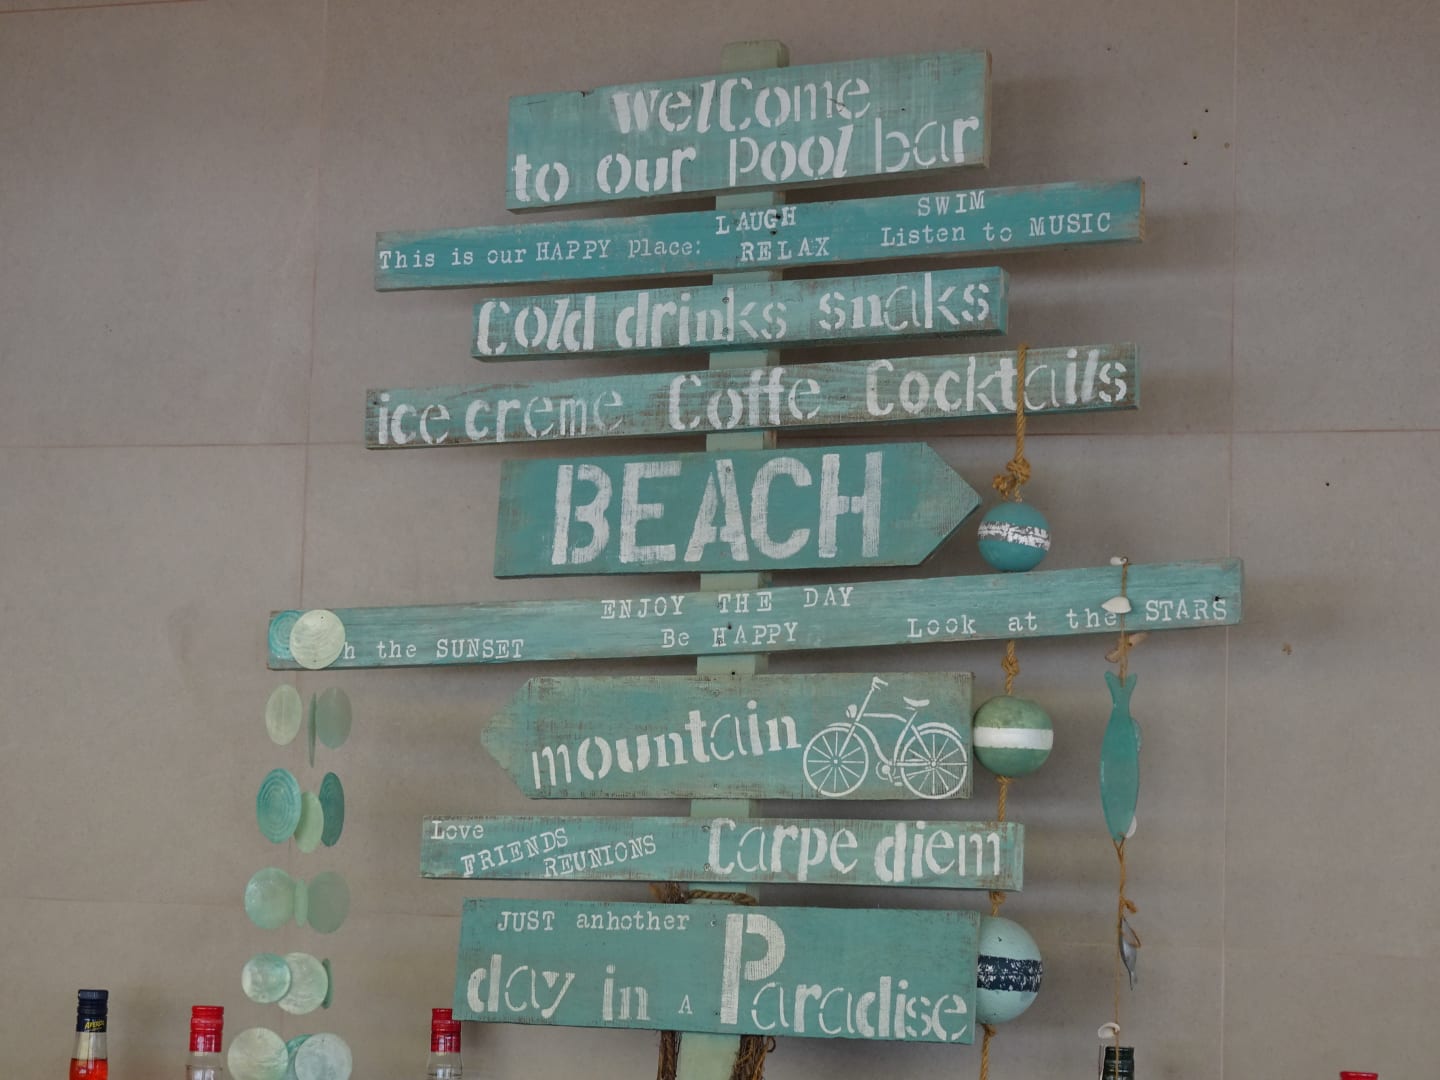 Welcome
to our pool bar
This is our HAPPY place: LAUGH SWIM
RELAX Listen to MUSIC
Cold drinks snaks
ice creme Coffe Cocktails
BEACH
ENJOY THE DAY
h the SUNSET Be HAPPY Look at the STARS
mountain
Love
FRIENDS
REUNIONS
Carpe diem
JUST anhother
day in A Paradise
APEROL